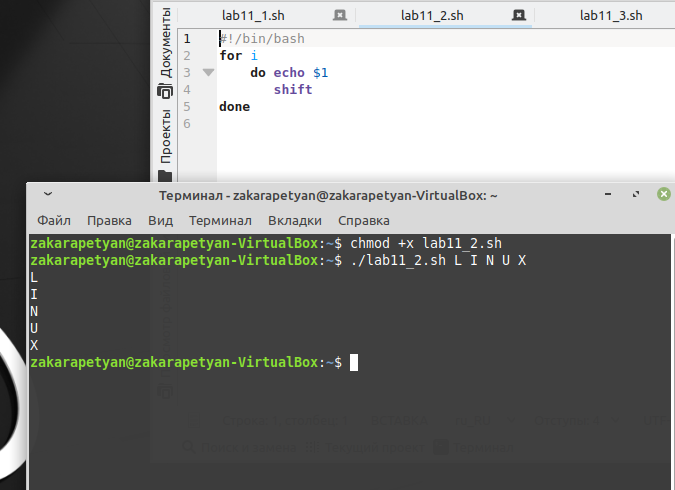 lab11_1.sh
lab11_2.sh
lab11_3.sh
Документы
Проекты
1 #!/bin/bash
2 for i
3 do echo $1
4 shift
5 done
6
Терминал - zakarapetyan@zakarapetyan-VirtualBox: ~
Файл Правка Вид Терминал Вкладки Справка
zakarapetyan@zakarapetyan-VirtualBox:~$ chmod +x lab11_2.sh
zakarapetyan@zakarapetyan-VirtualBox:~$ ./lab11_2.sh L I N U X
L
I
N
U
X
zakarapetyan@zakarapetyan-VirtualBox:~$